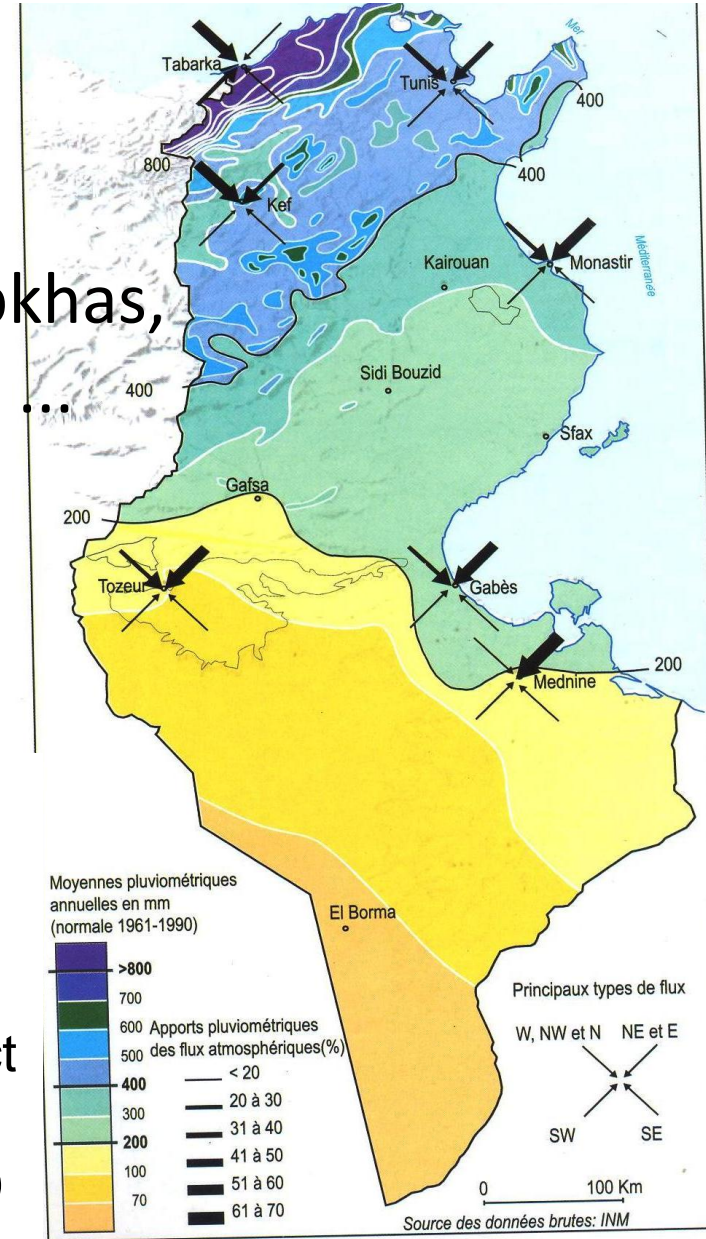 Mer
Tabarka
Tunis
400
800
400
Kef
Kairouan
Monastir
Méditerranée
okhas,
400
...
Sidi Bouzid
Sfax
Gafsa
200
Tozeur
Gabès
200
Mednine
El Borma
Moyennes pluviométriques
annuelles en mm
(normale 1961-1990)
>800
700
600
500
400
300
200
100
70
Apports pluviométriques
des flux atmosphériques(%)
< 20
20 à 30
31 à 40
41 à 50
51 à 60
61 à 70
ct
)
Principaux types de flux
W, NW et N NE et E
SW SE
0 100 Km
Source des données brutes: INM